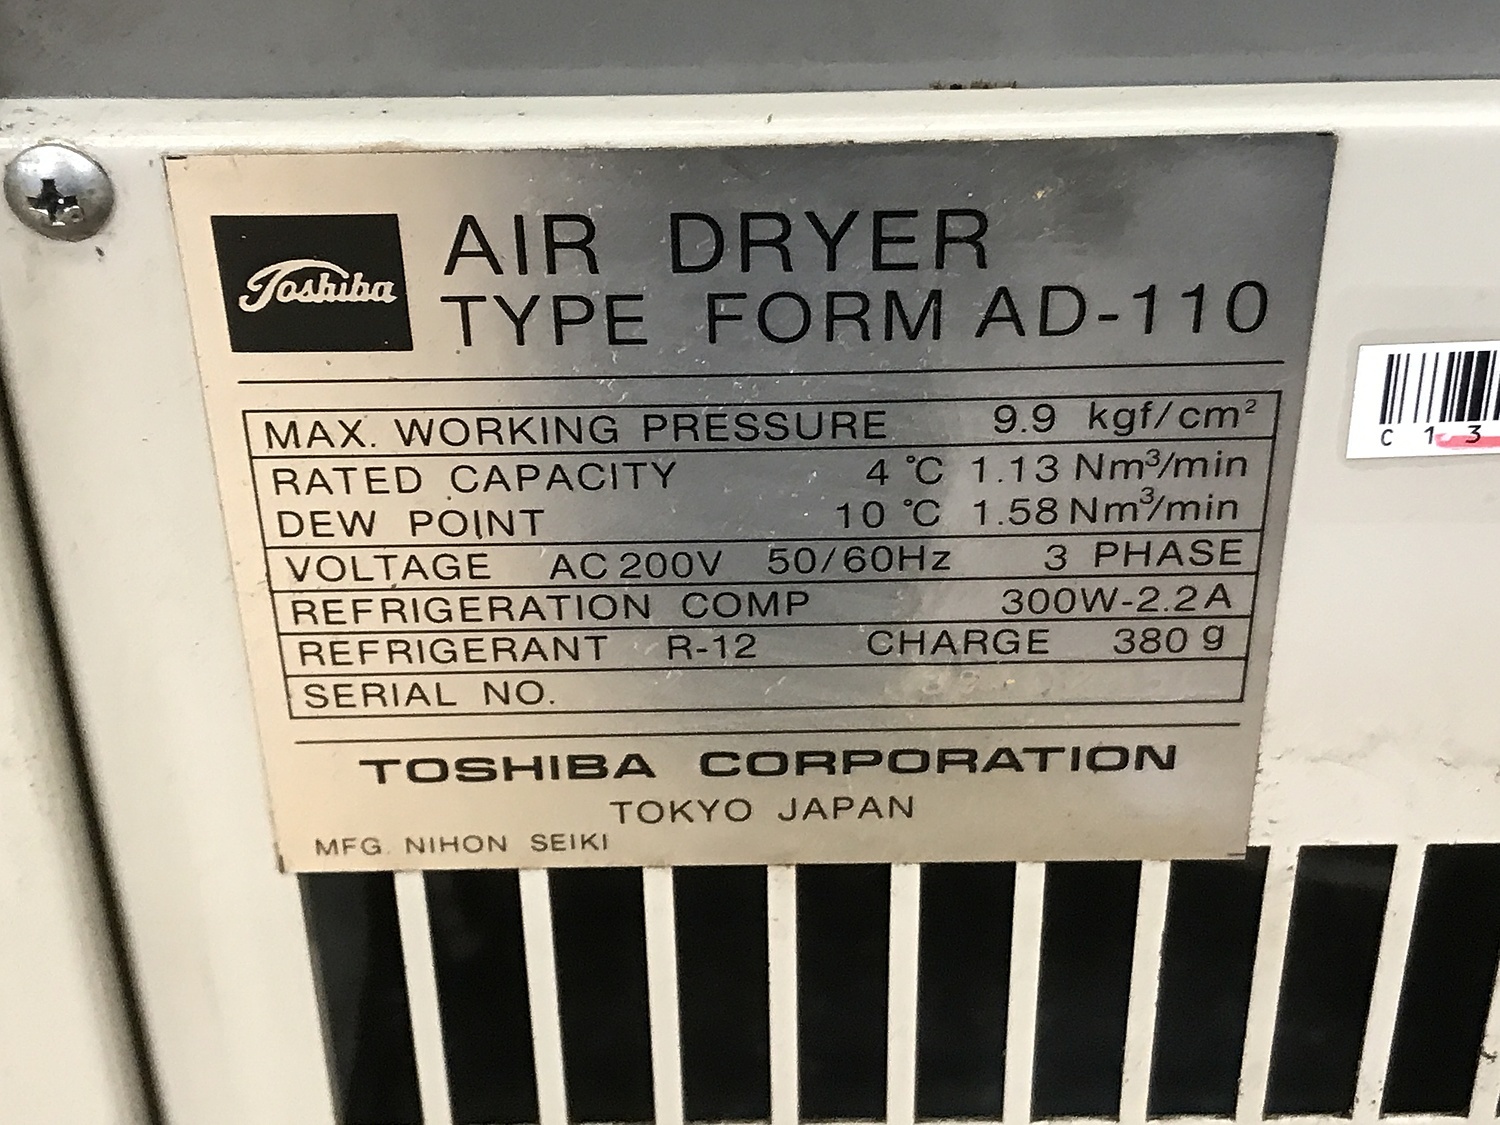 Toshiba
AIR DRYER
TYPE FORM AD-110
MAX. WORKING PRESSURE 9.9 kgf/cm²
RATED CAPACITY 4 ℃ 1.13 Nm³/min
DEW POINT 10 ℃ 1.58 Nm³/min
VOLTAGE AC 200V 50/60Hz 3 PHASE
REFRIGERATION COMP 300W-2.2A
REFRIGERANT R-12 CHARGE 380 g
SERIAL NO.
TOSHIBA CORPORATION
TOKYO JAPAN
MFG. NIHON SEIKI
C 1 3